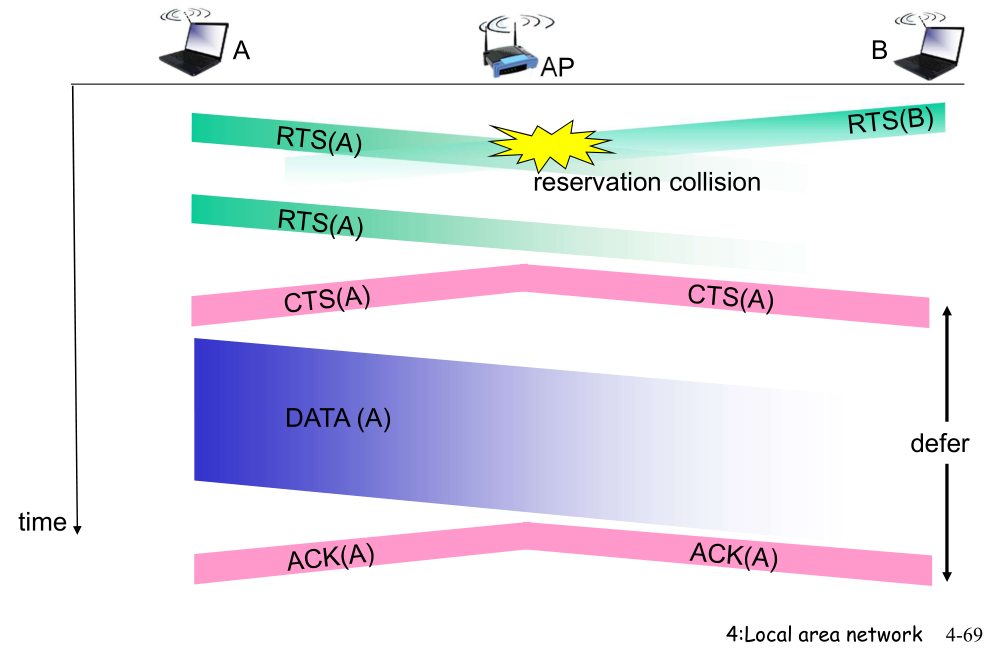 A
AP
B
RTS(A)
RTS(B)
reservation collision
RTS(A)
CTS(A)
CTS(A)
DATA (A)
defer
time
ACK(A)
ACK(A)
4:Local area network 4-69